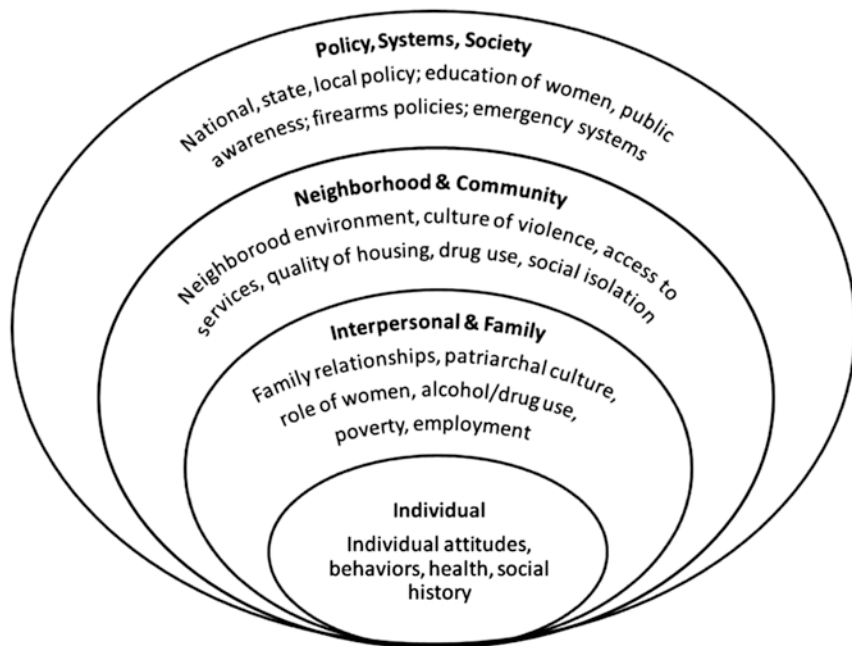 Policy, Systems, Society
National, state, local policy; education of women, public
awareness; firearms policies; emergency systems
Neighborhood & Community
Neighborood environment, culture of violence, access to
services, quality of housing, drug use, social isolation
Interpersonal & Family
Family relationships, patriarchal culture,
role of women, alcohol/drug use,
poverty, employment
Individual
Individual attitudes,
behaviors, health, social
history